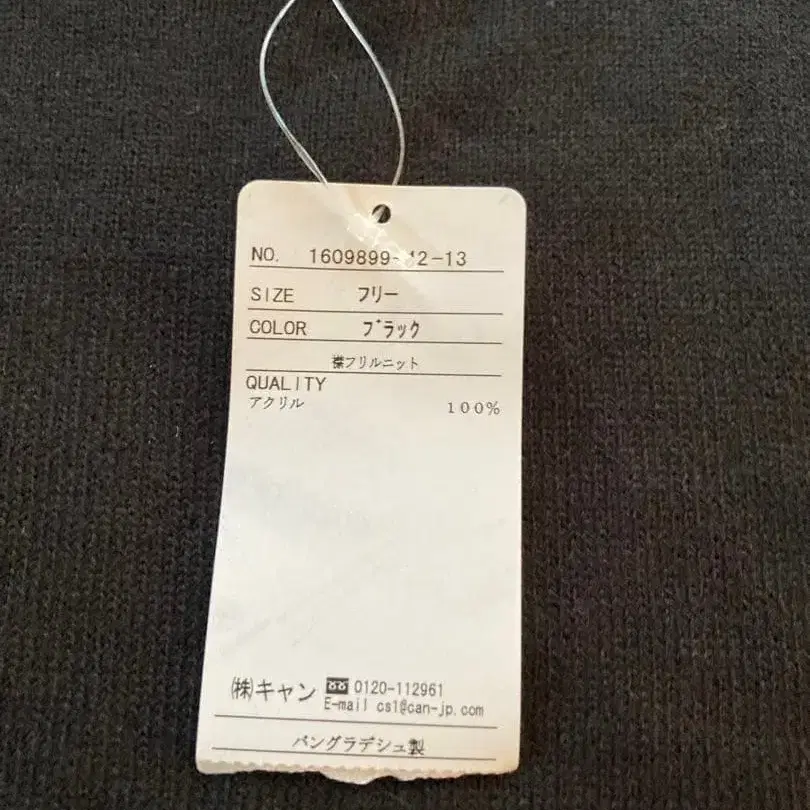 NO. 1609899- 2-13
SIZE フリー
COLOR ブラック
襟フリルニット
QUALITY
アクリル 100%
㈱キャン 0120-112961
E-mail cs1@can-jp.com
バングラデシュ製